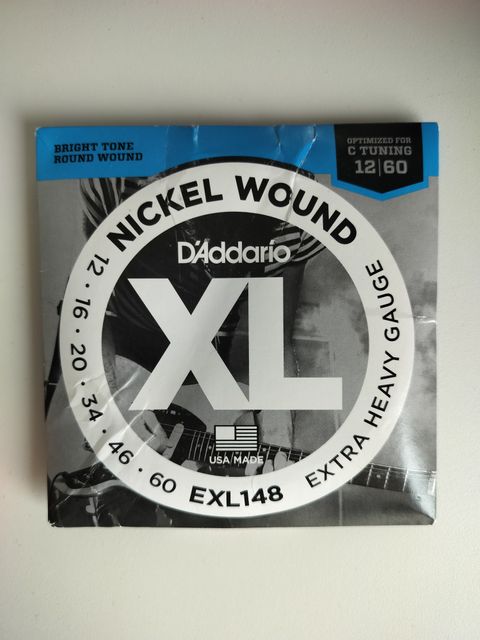 BRIGHT TONE
ROUND WOUND
OPTIMIZED FOR
C TUNING
12|60
NICKEL WOUND
D'Addario
XL
12 · 16 · 20 · 34 · 46 · 60
EXL148
EXTRA HEAVY GAUGE
USA MADE